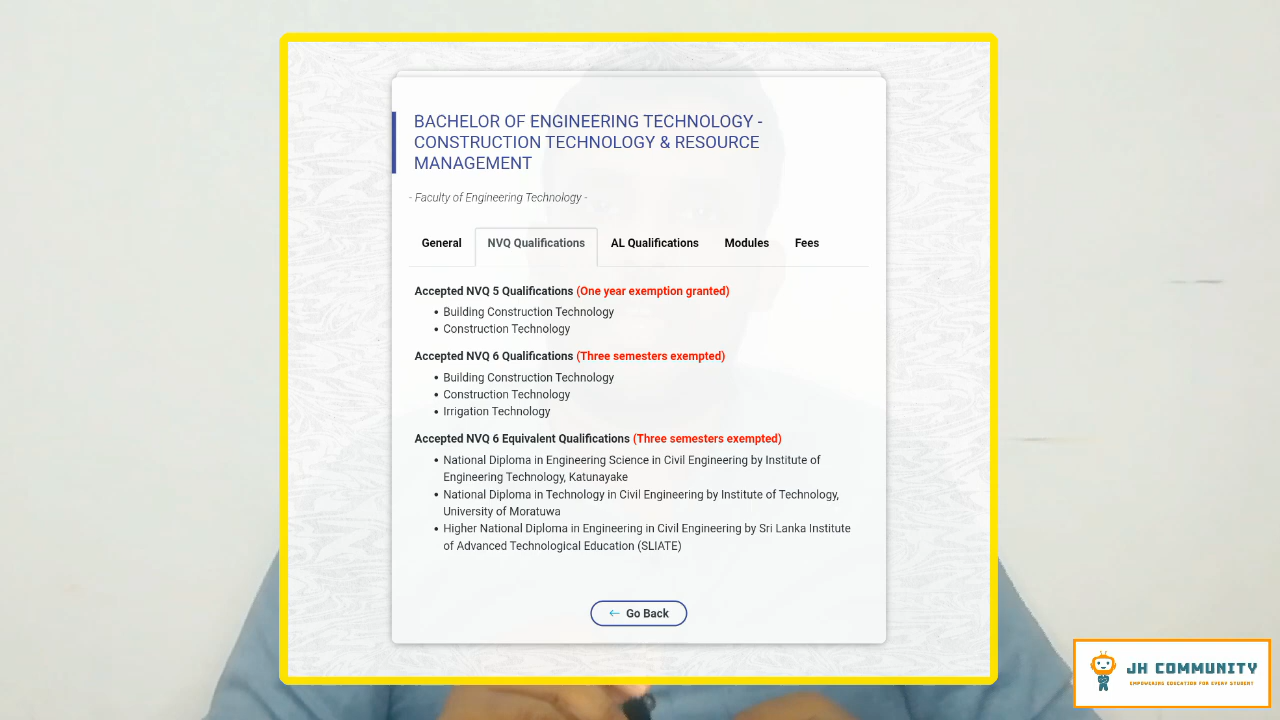 BACHELOR OF ENGINEERING TECHNOLOGY -
CONSTRUCTION TECHNOLOGY & RESOURCE
MANAGEMENT
- Faculty of Engineering Technology -
General NVQ Qualifications AL Qualifications Modules Fees
Accepted NVQ 5 Qualifications (One year exemption granted)
• Building Construction Technology
• Construction Technology
Accepted NVQ 6 Qualifications (Three semesters exempted)
• Building Construction Technology
• Construction Technology
• Irrigation Technology
Accepted NVQ 6 Equivalent Qualifications (Three semesters exempted)
• National Diploma in Engineering Science in Civil Engineering by Institute of
Engineering Technology, Katunayake
• National Diploma in Technology in Civil Engineering by Institute of Technology,
University of Moratuwa
• Higher National Diploma in Engineering in Civil Engineering by Sri Lanka Institute
of Advanced Technological Education (SLIATE)
← Go Back
JH COMMUNITY
EMPOWERING EDUCATION FOR EVERY STUDENT